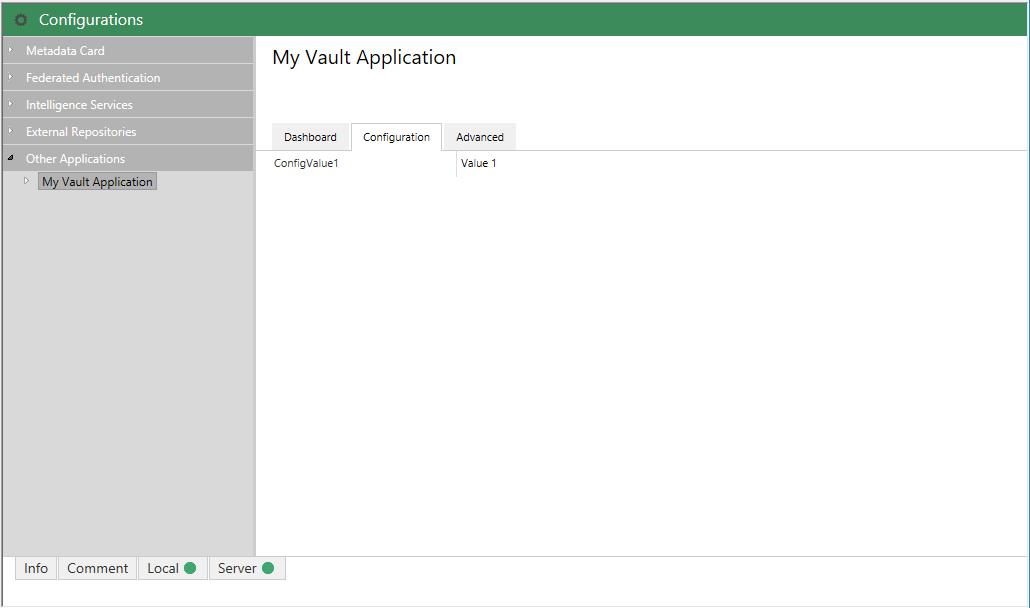 Configurations
Metadata Card
Federated Authentication
Intelligence Services
External Repositories
Other Applications
My Vault Application
My Vault Application
Dashboard Configuration Advanced
ConfigValue1 Value 1
Info Comment Local Server